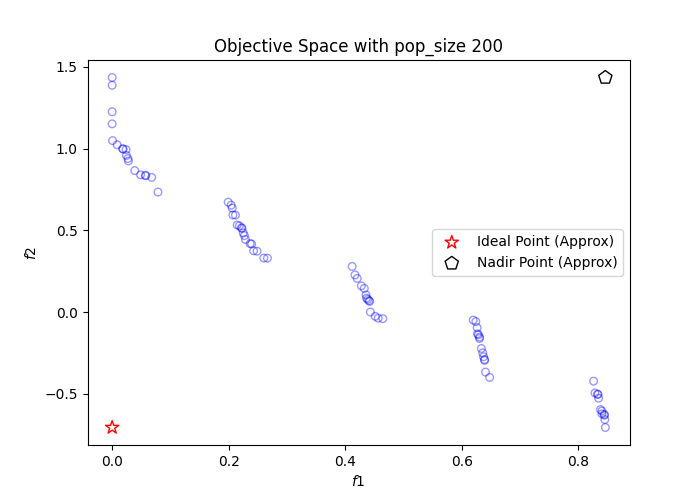 Objective Space with pop_size 200
1.5
1.0
0.5
0.0
−0.5
f2
Ideal Point (Approx)
Nadir Point (Approx)
0.0 0.2 0.4 0.6 0.8
f1